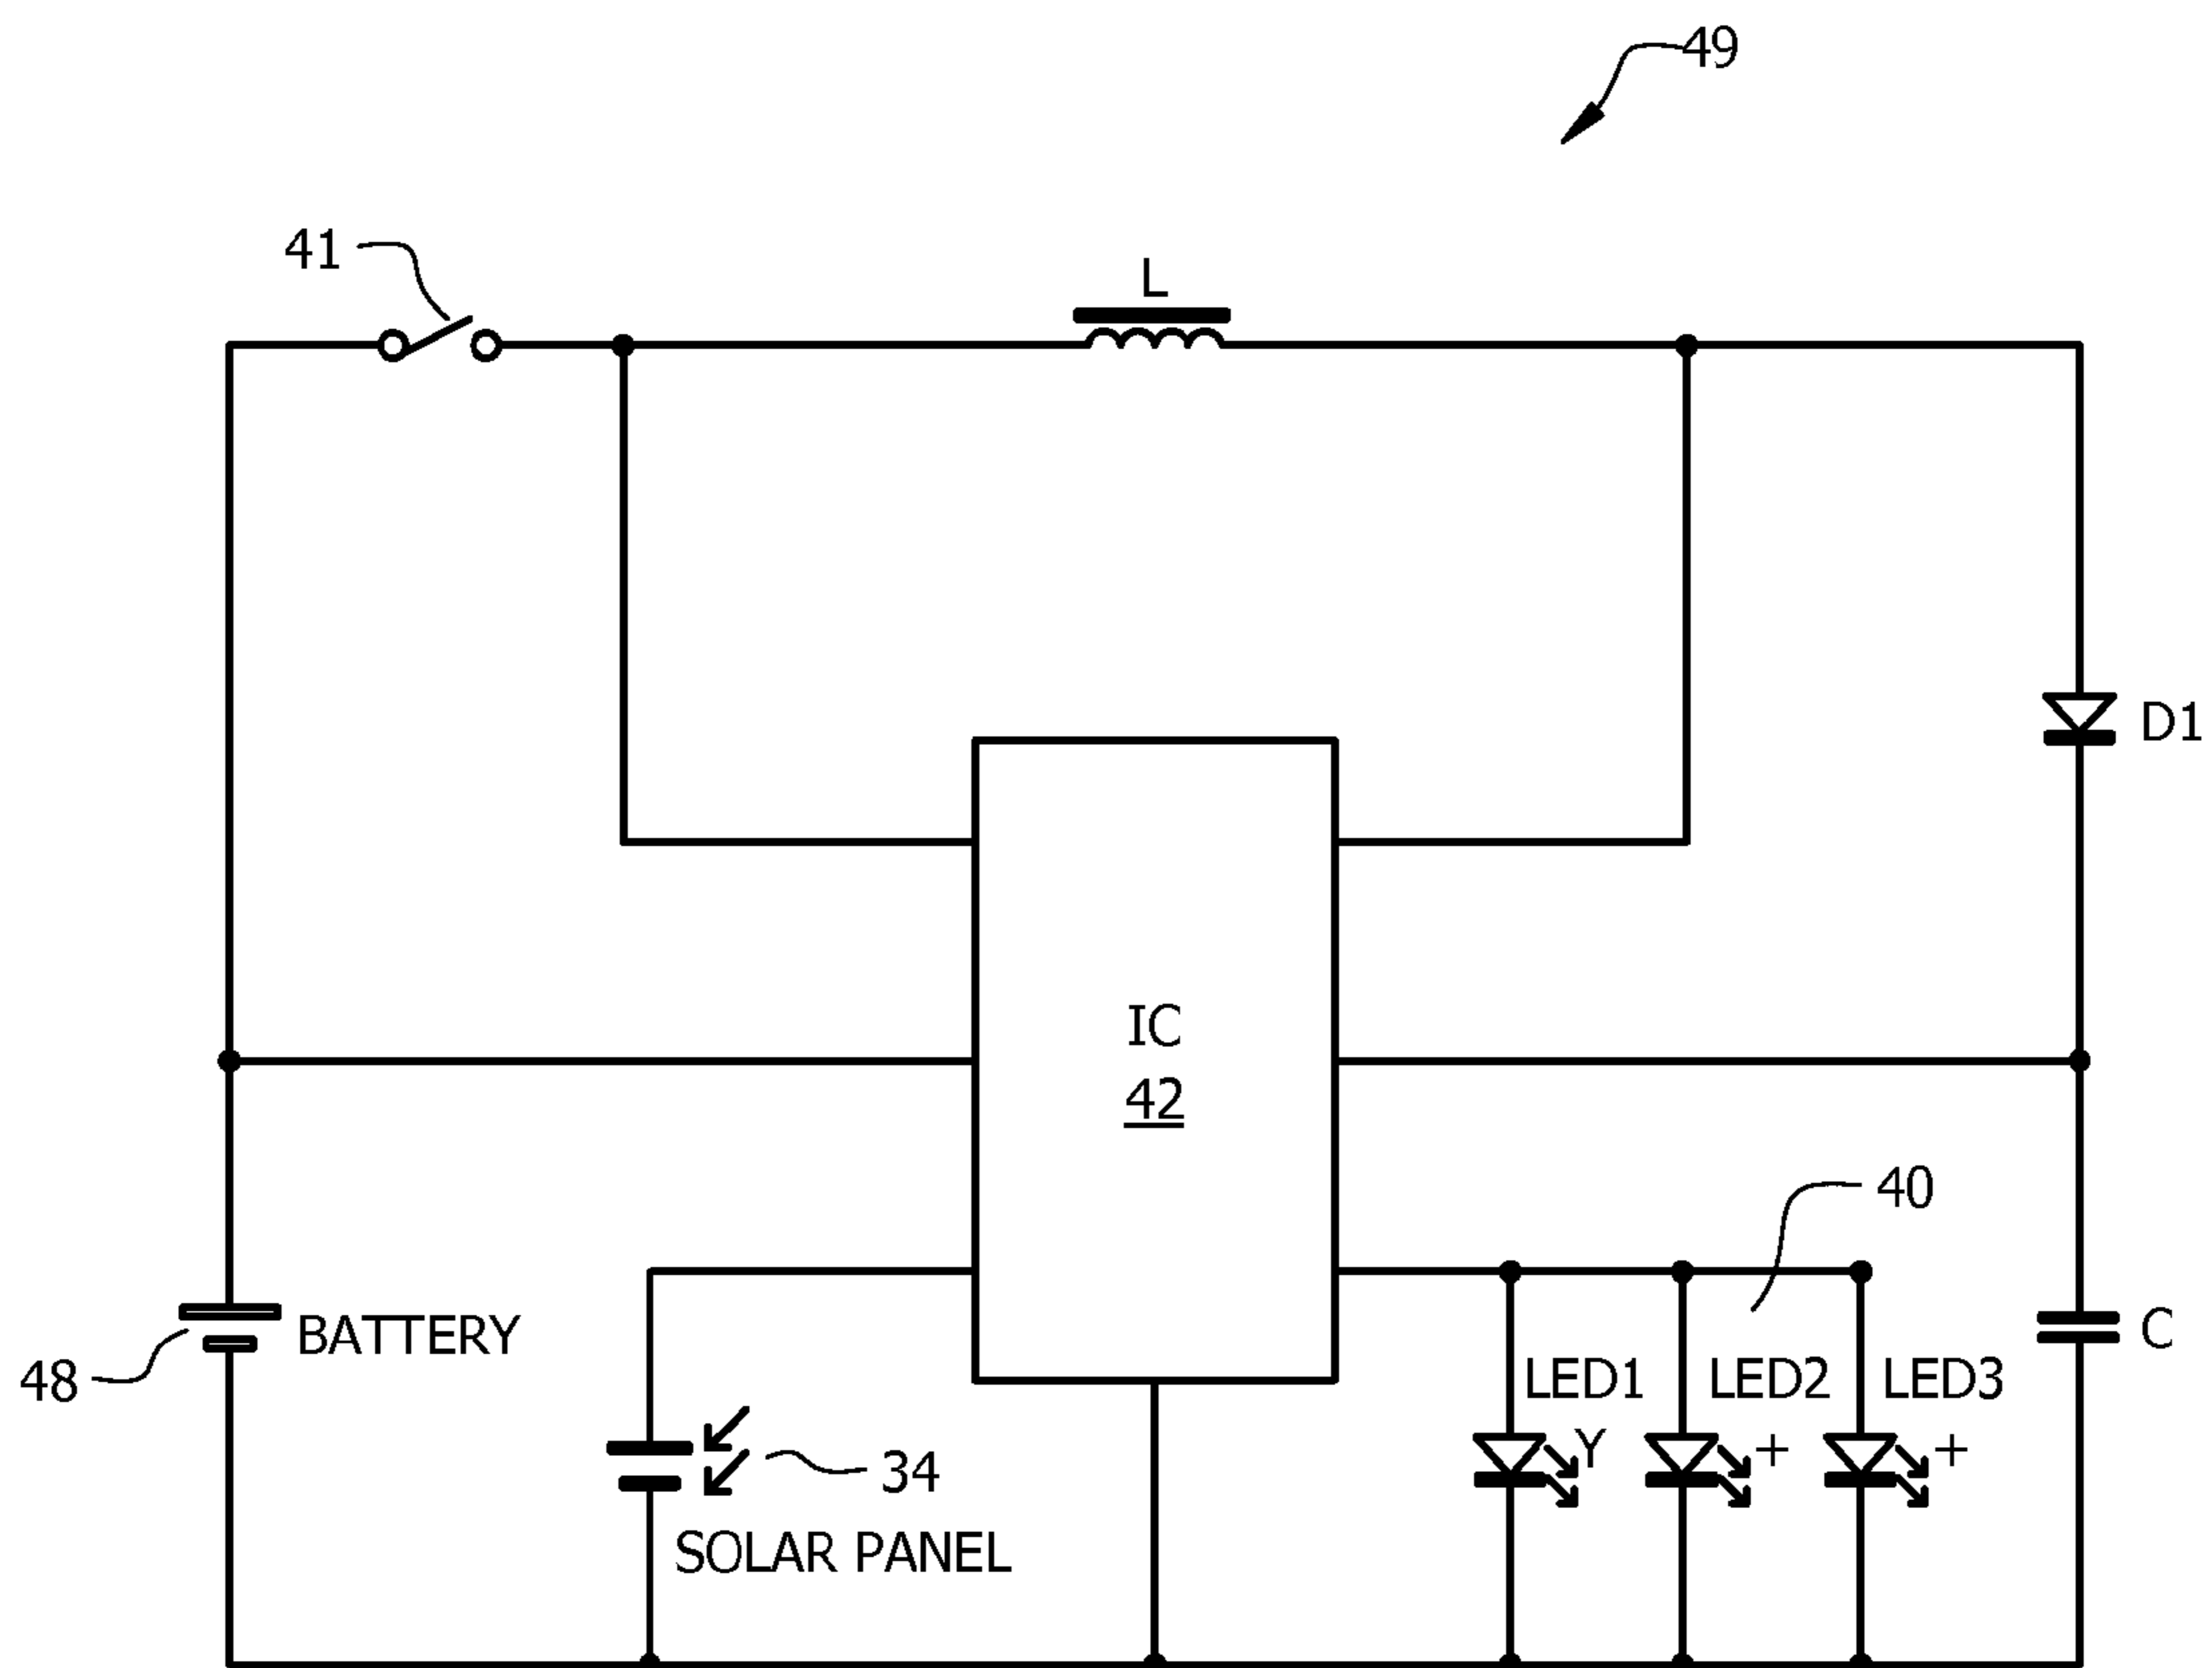 49
41
L
D1
IC
42
40
BATTERY
C
48
LED1
LED2
LED3
Y
+
+
34
SOLAR PANEL